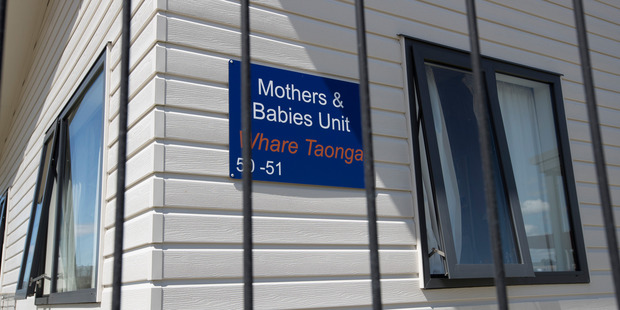 Mothers &
Babies Unit
Whare Taonga
50 -51